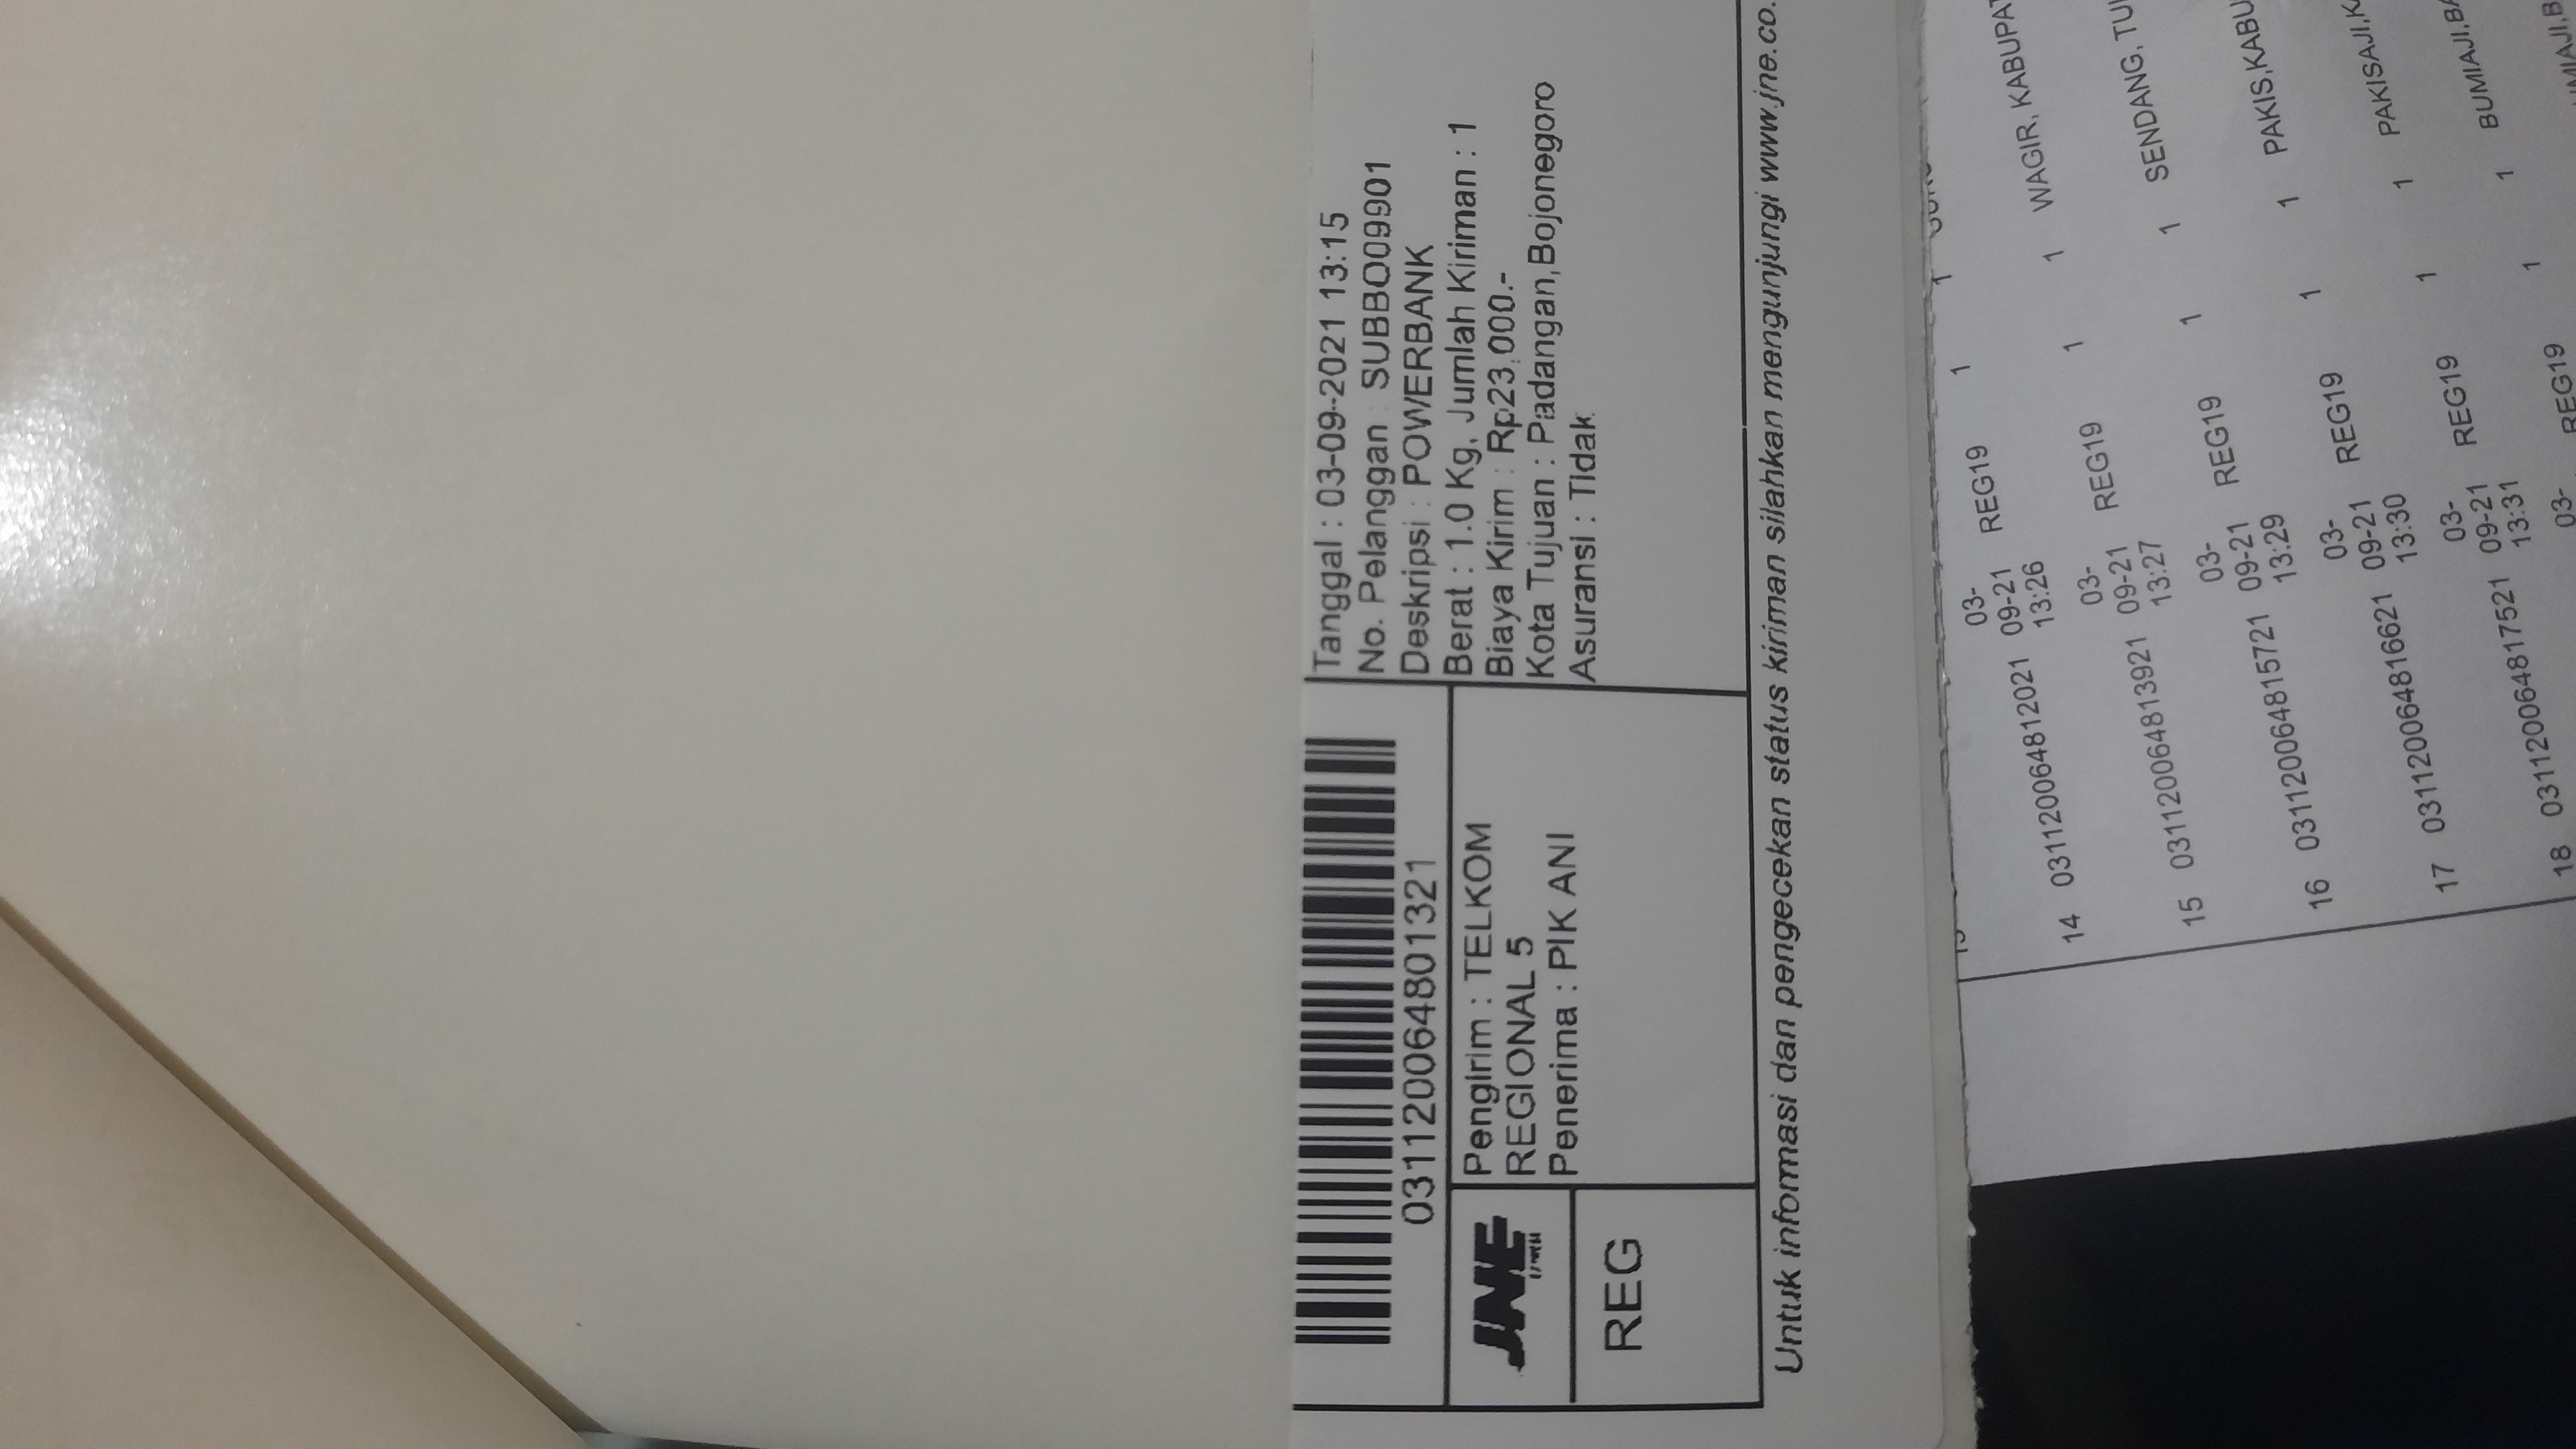 031120064801321
JNE
REG
Pengirim : TELKOM
REGIONAL 5
Penerima : PIK ANI
Tanggal : 03-09-2021 13:15
No. Pelanggan : SUBBO09901
Deskripsi : POWERBANK
Berat : 1.0 Kg, Jumlah Kiriman : 1
Biaya Kirim : Rp23,000.-
Kota Tujuan : Padangan,Bojonegoro
Asuransi : Tidak
Untuk informasi dan pengecekan status kiriman silahkan mengunjungi www.jne.co.
14 031120064812021 03-09-21 13:26 REG19 1 1
15 031120064813921 03-09-21 13:27 REG19 1 1 WAGIR, KABUPAT
16 031120064815721 03-09-21 13:29 REG19 1 1 SENDANG, TUL
17 031120064816621 03-09-21 13:30 REG19 1 1 PAKIS,KABU
18 031120064817521 03-09-21 13:31 REG19 1 1 PAKISAJI,KA
03- REG19 1 1 BUMIAJI,BA
UMIAJI,B